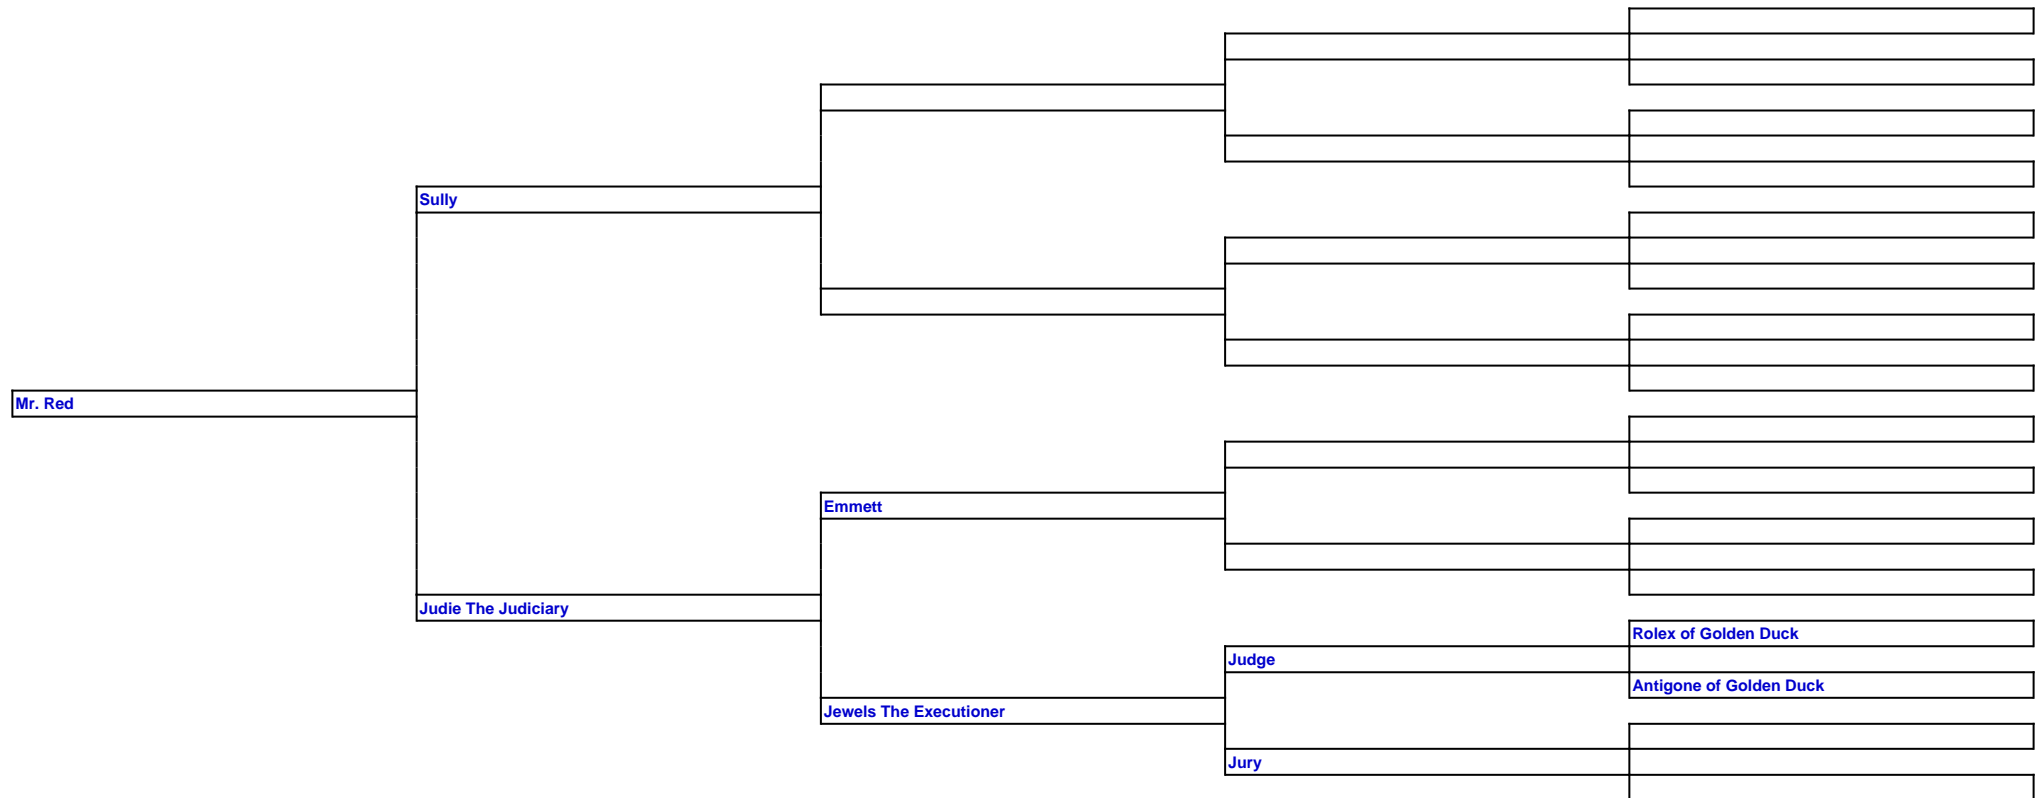 Sully
Mr. Red
Emmett
Judie The Judiciary
Rolex of Golden Duck
Judge
Antigone of Golden Duck
Jewels The Executioner
Jury